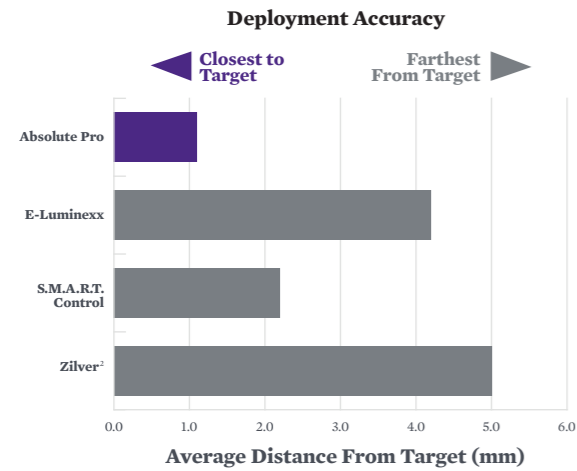 Deployment Accuracy
Closest to
Target
Farthest
From Target
Absolute Pro
E-Luminexx
S.M.A.R.T.
Control
Zilver²
0.0 1.0 2.0 3.0 4.0 5.0 6.0
Average Distance From Target (mm)